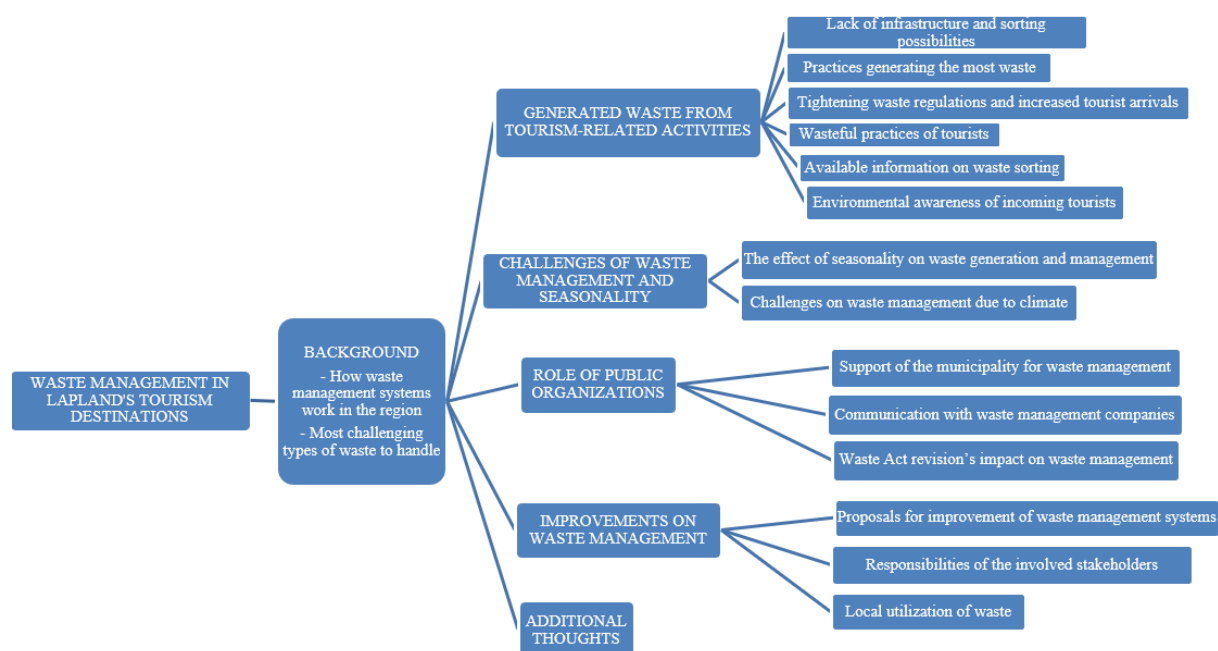 WASTE MANAGEMENT IN
LAPLAND'S TOURISM
DESTINATIONS
BACKGROUND
- How waste
management systems
work in the region
- Most challenging
types of waste to handle
GENERATED WASTE FROM
TOURISM-RELATED ACTIVITIES
Lack of infrastructure and sorting
possibilities
Practices generating the most waste
Tightening waste regulations and increased tourist arrivals
Wasteful practices of tourists
Available information on waste sorting
Environmental awareness of incoming tourists
CHALLENGES OF WASTE
MANAGEMENT AND
SEASONALITY
The effect of seasonality on waste generation and management
Challenges on waste management due to climate
ROLE OF PUBLIC
ORGANIZATIONS
Support of the municipality for waste management
Communication with waste management companies
Waste Act revision’s impact on waste management
IMPROVEMENTS ON
WASTE MANAGEMENT
Proposals for improvement of waste management systems
Responsibilities of the involved stakeholders
Local utilization of waste
ADDITIONAL
THOUGHTS